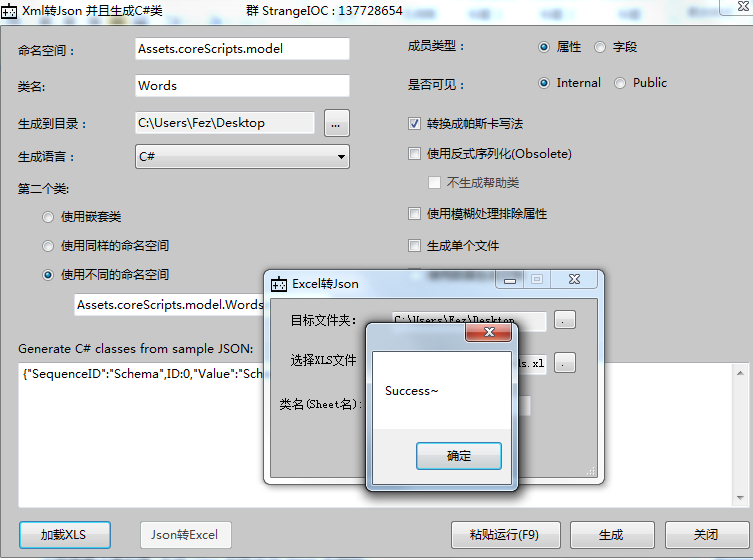 Xml转Json 并且生成C#类 群 StrangeIOC : 137728654
命名空间： Assets.coreScripts.model
成员类型： 属性 字段
类名: Words
是否可见： Internal Public
生成到目录： C:\Users\Fez\Desktop ...
转换成帕斯卡写法
生成语言： C#
使用反式序列化(Obsolete)
第二个类:
不生成帮助类
使用嵌套类
使用模糊处理排除属性
使用同样的命名空间
生成单个文件
使用不同的命名空间
Assets.coreScripts.model.Words
Excel转Json
目标文件夹： C:\Users\Fez\Desktop .
选择XLS文件 ds.xl .
类名(Sheet名):
Success~
确定
Generate C# classes from sample JSON:
{"SequenceID":"Schema",ID:0,"Value":"Sch
加载XLS Json转Excel 粘贴运行(F9) 生成 关闭